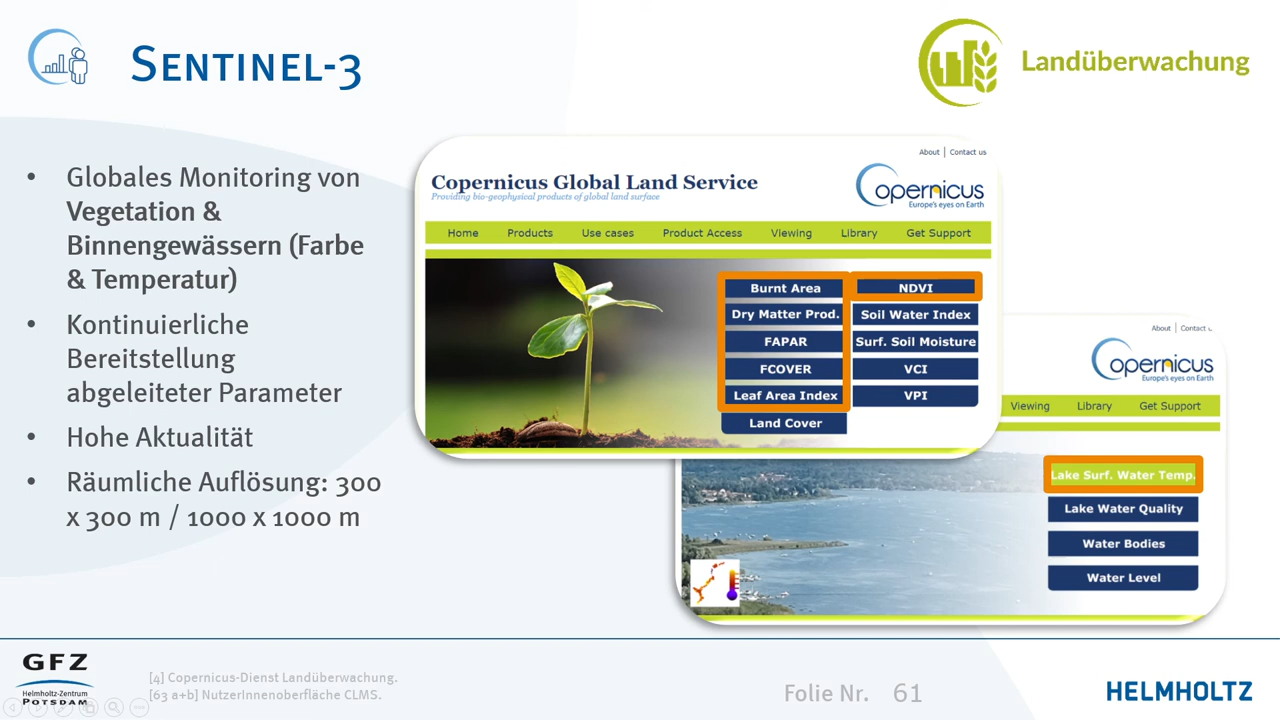 SENTINEL-3
Landüberwachung
• Globales Monitoring von
Vegetation &
Binnengewässern (Farbe
& Temperatur)
• Kontinuierliche
Bereitstellung
abgeleiteter Parameter
• Hohe Aktualität
• Räumliche Auflösung: 300
x 300 m / 1000 x 1000 m
About | Contact us
Copernicus Global Land Service
Providing bio-geophysical products of global land surface
Copernicus
Europe's eyes on Earth
Home Products Use cases Product Access Viewing Library Get Support
Burnt Area NDVI
Dry Matter Prod. Soil Water Index
FAPAR Surf. Soil Moisture
FCOVER VCI
Leaf Area Index VPI
Land Cover
About | Contact u
Copernicus
Europe's eyes on Earth
Viewing Library Get Support
Lake Surf. Water Temp.
Lake Water Quality
Water Bodies
Water Level
GFZ
Helmholtz-Zentrum
POTSDAM
[4] Copernicus-Dienst Landüberwachung.
[63 a+b] NutzerInnenoberfläche CLMS.
Folie Nr. 61
HELMHOLTZ